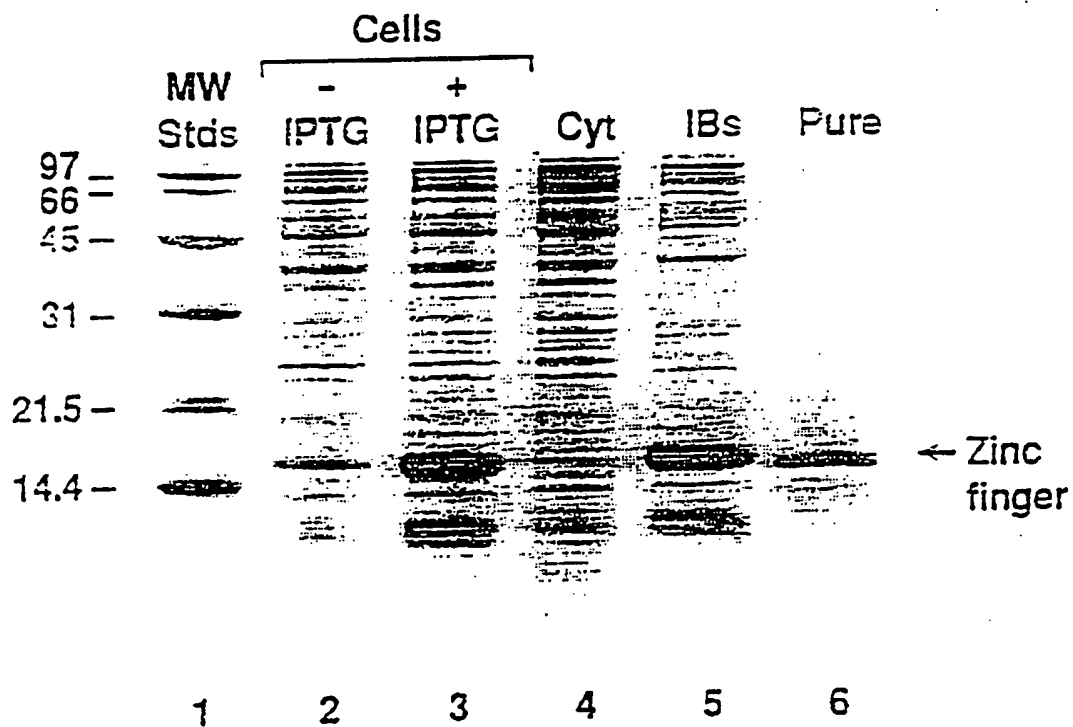 Cells
MW - +
Stds IPTG IPTG Cyt IBs Pure
97 –
66 –
45 –
31 –
21.5 –
14.4 –
← Zinc
finger
1 2 3 4 5 6